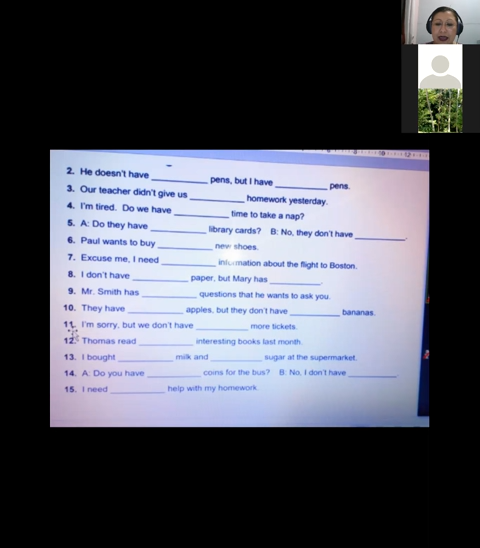 2. He doesn't have __________ pens, but I have __________ pens.
3. Our teacher didn't give us __________ homework yesterday.
4. I'm tired. Do we have __________ time to take a nap?
5. A: Do they have __________ library cards? B: No, they don't have __________.
6. Paul wants to buy __________ new shoes.
7. Excuse me, I need __________ information about the flight to Boston.
8. I don't have __________ paper, but Mary has __________.
9. Mr. Smith has __________ questions that he wants to ask you.
10. They have __________ apples, but they don't have __________ bananas.
11. I'm sorry, but we don't have __________ more tickets.
12. Thomas read __________ interesting books last month.
13. I bought __________ milk and __________ sugar at the supermarket.
14. A: Do you have __________ coins for the bus? B: No, I don't have __________.
15. I need __________ help with my homework.